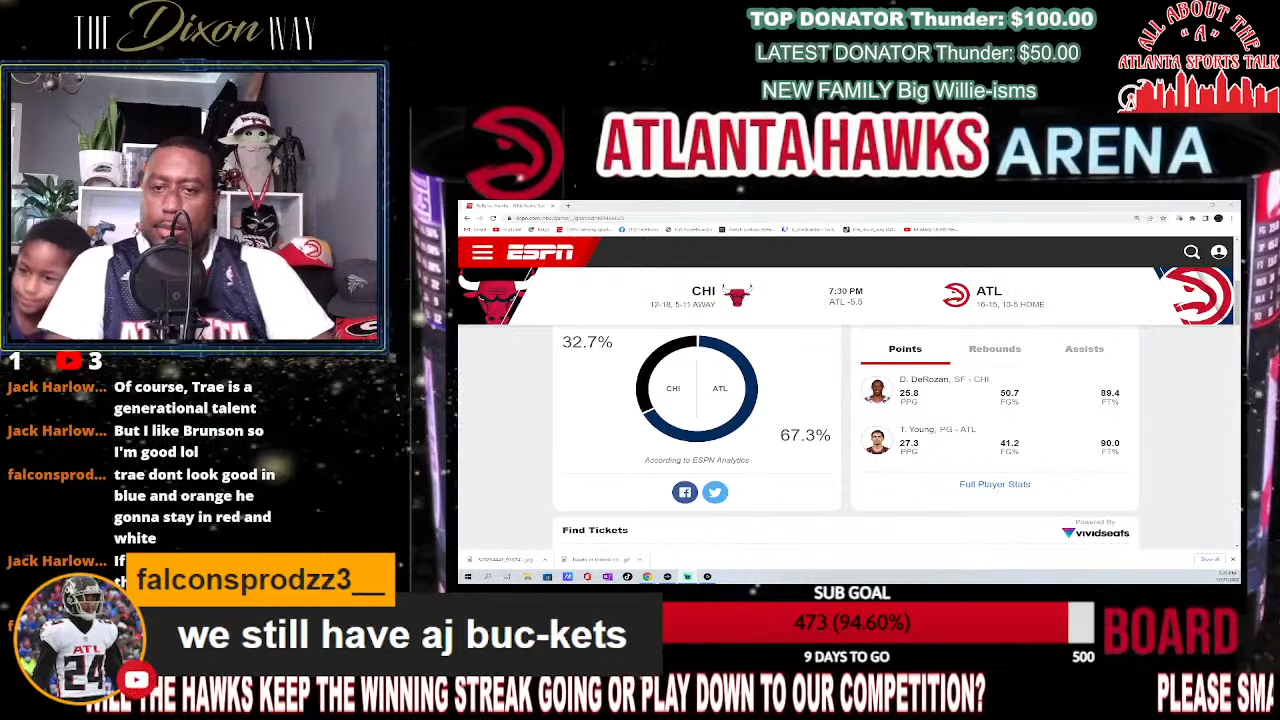 THE Dixon WAY
TOP DONATOR Thunder: $100.00
LATEST DONATOR Thunder: $50.00
NEW FAMILY Big Willie-isms
ALL ABOUT THE
"A"
ATLANTA SPORTS TALK
ATLANTA HAWKS ARENA
ESPN
CHI
12-18, 5-11 AWAY
7:30 PM
ATL -5.5
ATL
16-15, 10-5 HOME
32.7%
CHI
ATL
67.3%
According to ESPN Analytics
Points
Rebounds
Assists
D. DeRozan, SF - CHI
25.8
50.7
89.4
PPG
FG%
FT%
T. Young, PG - ATL
27.3
41.2
90.0
PPG
FG%
FT%
Full Player Stats
Find Tickets
Powered By
vividseats
Show all
ATLANTA
1
3
Jack Harlow... Of course, Trae is a
generational talent
Jack Harlow... But I like Brunson so
I'm good lol
falconsprod... trae dont look good in
blue and orange he
gonna stay in red and
white
Jack Harlow... If
falconsprodzz3__
we still have aj buc-kets
ATL
24
SUB GOAL
473 (94.60%)
9 DAYS TO GO
500
BOARD
THE HAWKS KEEP THE WINNING STREAK GOING OR PLAY DOWN TO OUR COMPETITION?
PLEASE SMA